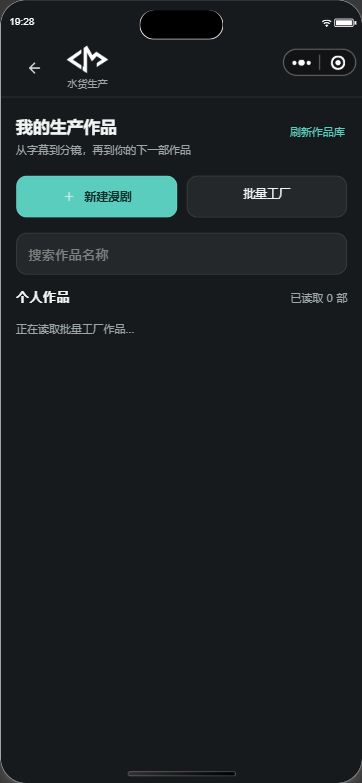 19:28
水货生产
我的生产作品
刷新作品库
从字幕到分镜，再到你的下一部作品
＋ 新建漫剧
批量工厂
搜索作品名称
个人作品
已读取 0 部
正在读取批量工厂作品...